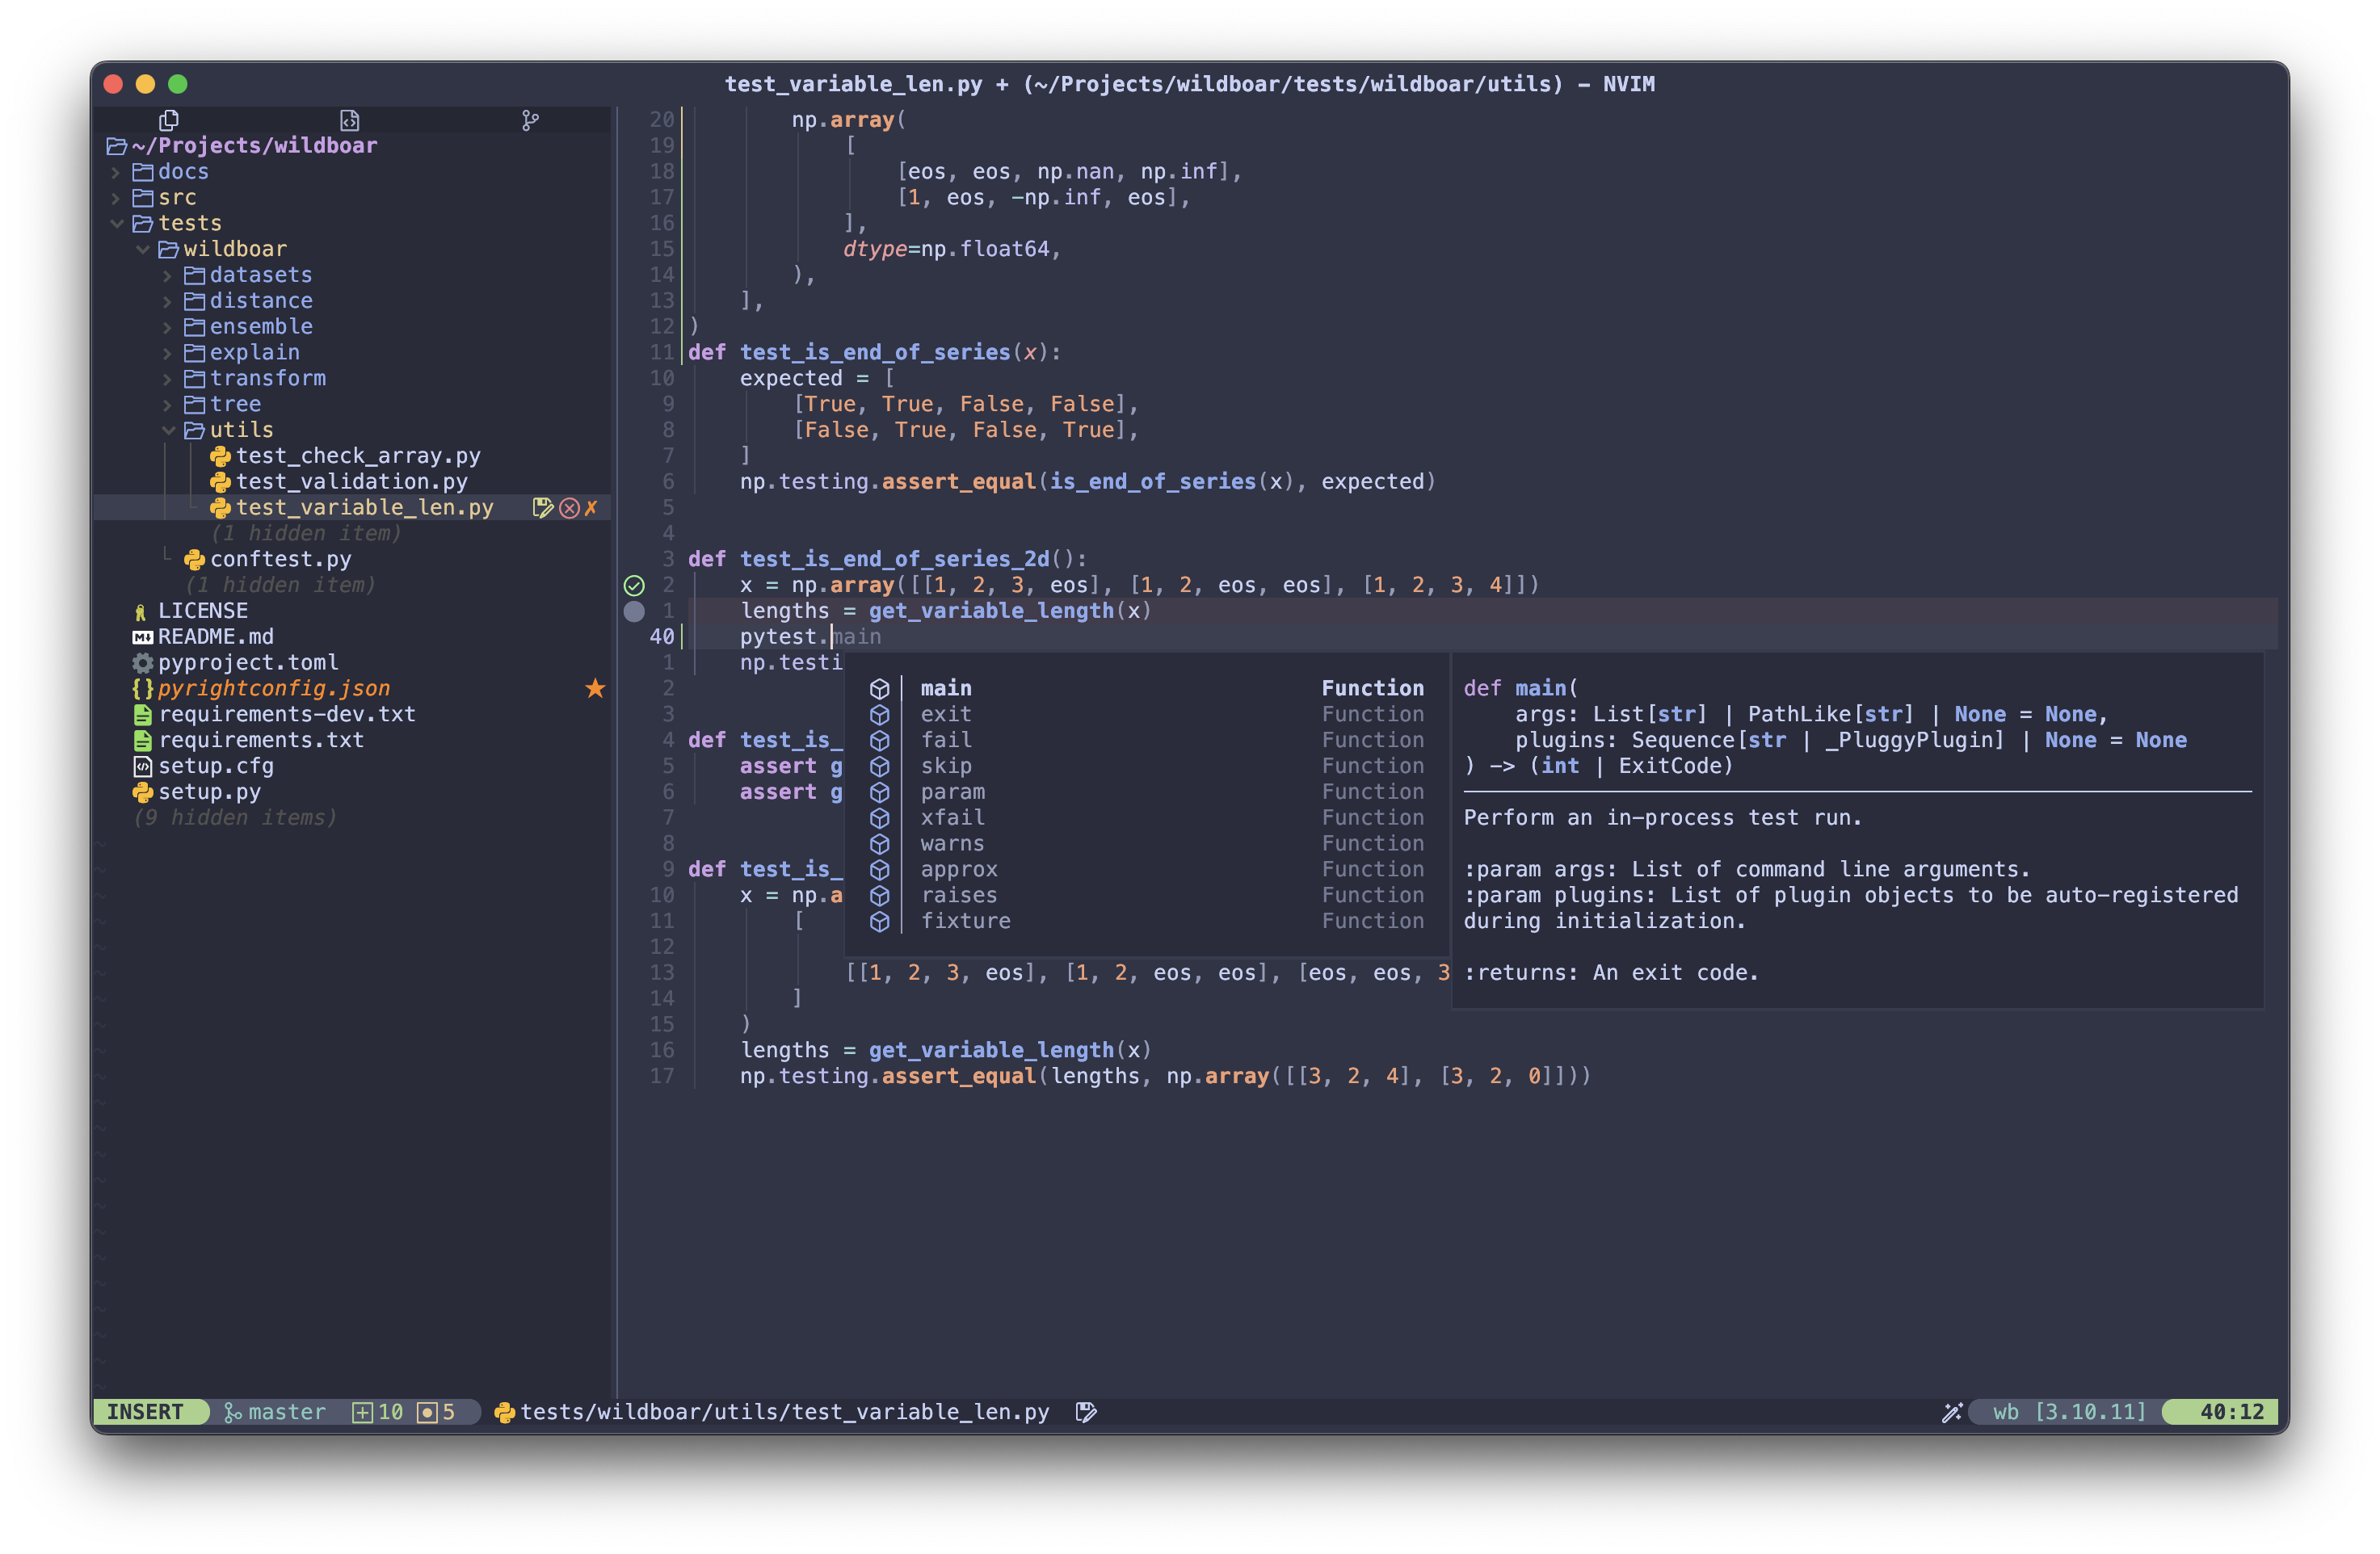 test_variable_len.py + (~/Projects/wildboar/tests/wildboar/utils) – NVIM
~/Projects/wildboar
docs
src
tests
wildboar
datasets
distance
ensemble
explain
transform
tree
utils
test_check_array.py
test_validation.py
test_variable_len.py
(1 hidden item)
conftest.py
(1 hidden item)
LICENSE
README.md
pyproject.toml
pyrightconfig.json
requirements-dev.txt
requirements.txt
setup.cfg
setup.py
(9 hidden items)
20 np.array(
19 [
18 [eos, eos, np.nan, np.inf],
17 [1, eos, -np.inf, eos],
16 ],
15 dtype=np.float64,
14 ),
13 ],
12 )
11 def test_is_end_of_series(x):
10 expected = [
9 [True, True, False, False],
8 [False, True, False, True],
7 ]
6 np.testing.assert_equal(is_end_of_series(x), expected)
5
4
3 def test_is_end_of_series_2d():
2 x = np.array([[1, 2, 3, eos], [1, 2, eos, eos], [1, 2, 3, 4]])
1 lengths = get_variable_length(x)
40 pytest.main
1 np.testi
2
3
4 def test_is_
5 assert g
6 assert g
7
8
9 def test_is_
10 x = np.a
11 [
12
13 [[1, 2, 3, eos], [1, 2, eos, eos], [eos, eos, 3
14 ]
15 )
16 lengths = get_variable_length(x)
17 np.testing.assert_equal(lengths, np.array([[3, 2, 4], [3, 2, 0]]))
main Function
exit Function
fail Function
skip Function
param Function
xfail Function
warns Function
approx Function
raises Function
fixture Function
def main(
args: List[str] | PathLike[str] | None = None,
plugins: Sequence[str | _PluggyPlugin] | None = None
) -> (int | ExitCode)
Perform an in-process test run.
:param args: List of command line arguments.
:param plugins: List of plugin objects to be auto-registered
during initialization.
:returns: An exit code.
INSERT master 10 5 tests/wildboar/utils/test_variable_len.py wb [3.10.11] 40:12